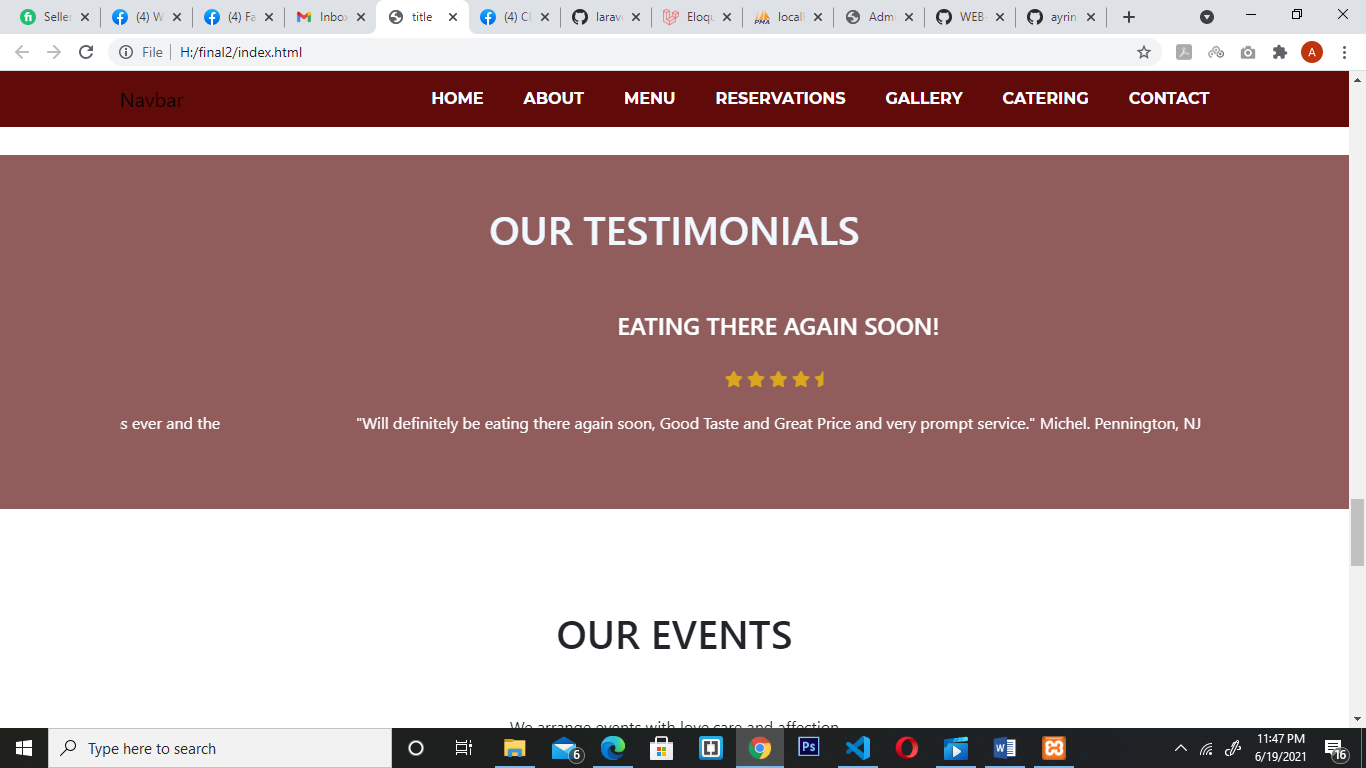 Seller
(4) W
(4) Fa
Inbox
title
(4) Cl
larav
Eloqu
locall
Adm
WEB-
ayrin
File
H:/final2/index.html
A
Navbar
HOME
ABOUT
MENU
RESERVATIONS
GALLERY
CATERING
CONTACT
OUR TESTIMONIALS
EATING THERE AGAIN SOON!
s ever and the
"Will definitely be eating there again soon, Good Taste and Great Price and very prompt service." Michel. Pennington, NJ
OUR EVENTS
We arrange events with love care and affection
Type here to search
6
Ps
11:47 PM
6/19/2021
16